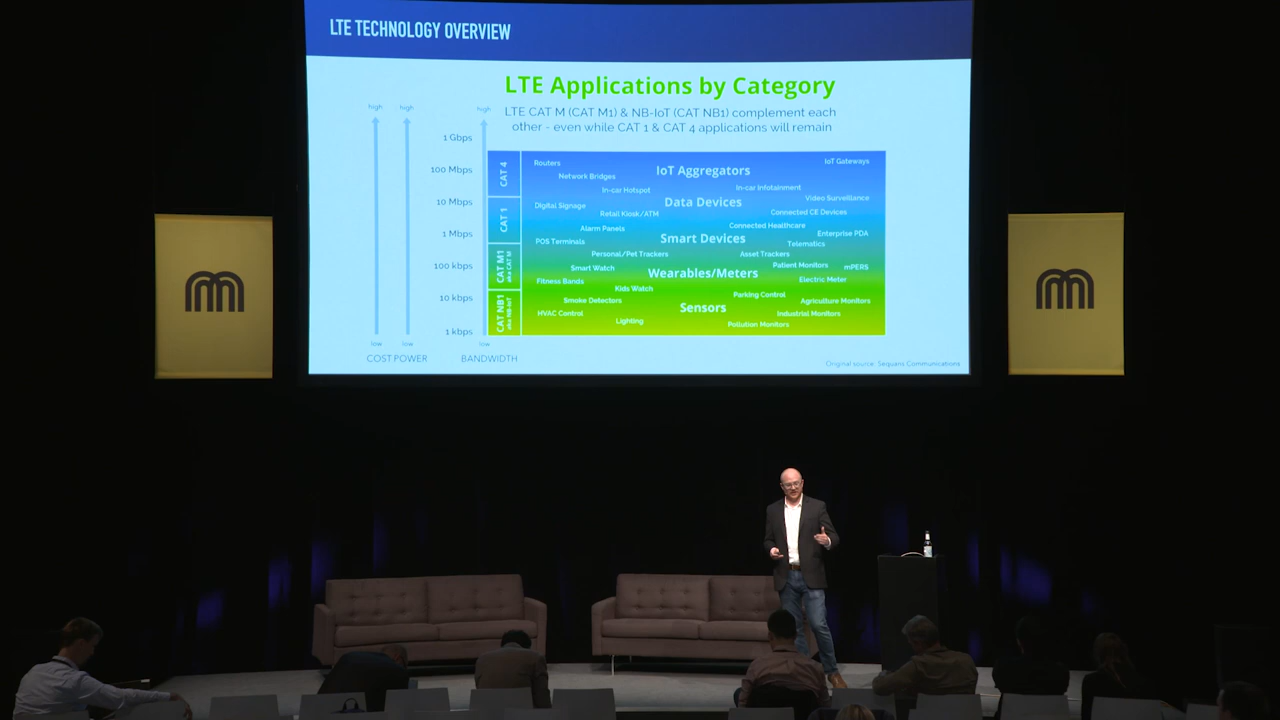 LTE TECHNOLOGY OVERVIEW
LTE Applications by Category
LTE CAT M (CAT M1) & NB-IoT (CAT NB1) complement each
other - even while CAT 1 & CAT 4 applications will remain
high
high
high
1 Gbps
100 Mbps
10 Mbps
1 Mbps
100 kbps
10 kbps
1 kbps
low
low
low
COST
POWER
BANDWIDTH
CAT 4
CAT 1
CAT M1
aka CAT M
CAT NB1
aka NB-IoT
Routers
IoT Gateways
IoT Aggregators
Network Bridges
In-car Hotspot
In-car Infotainment
Video Surveillance
Data Devices
Digital Signage
Retail Kiosk/ATM
Connected CE Devices
Alarm Panels
Connected Healthcare
Enterprise PDA
Smart Devices
POS Terminals
Telematics
Personal/Pet Trackers
Asset Trackers
Smart Watch
Patient Monitors
mPERS
Wearables/Meters
Fitness Bands
Electric Meter
Kids Watch
Parking Control
Smoke Detectors
Agriculture Monitors
Sensors
HVAC Control
Industrial Monitors
Lighting
Pollution Monitors
Original source: Sequans Communications